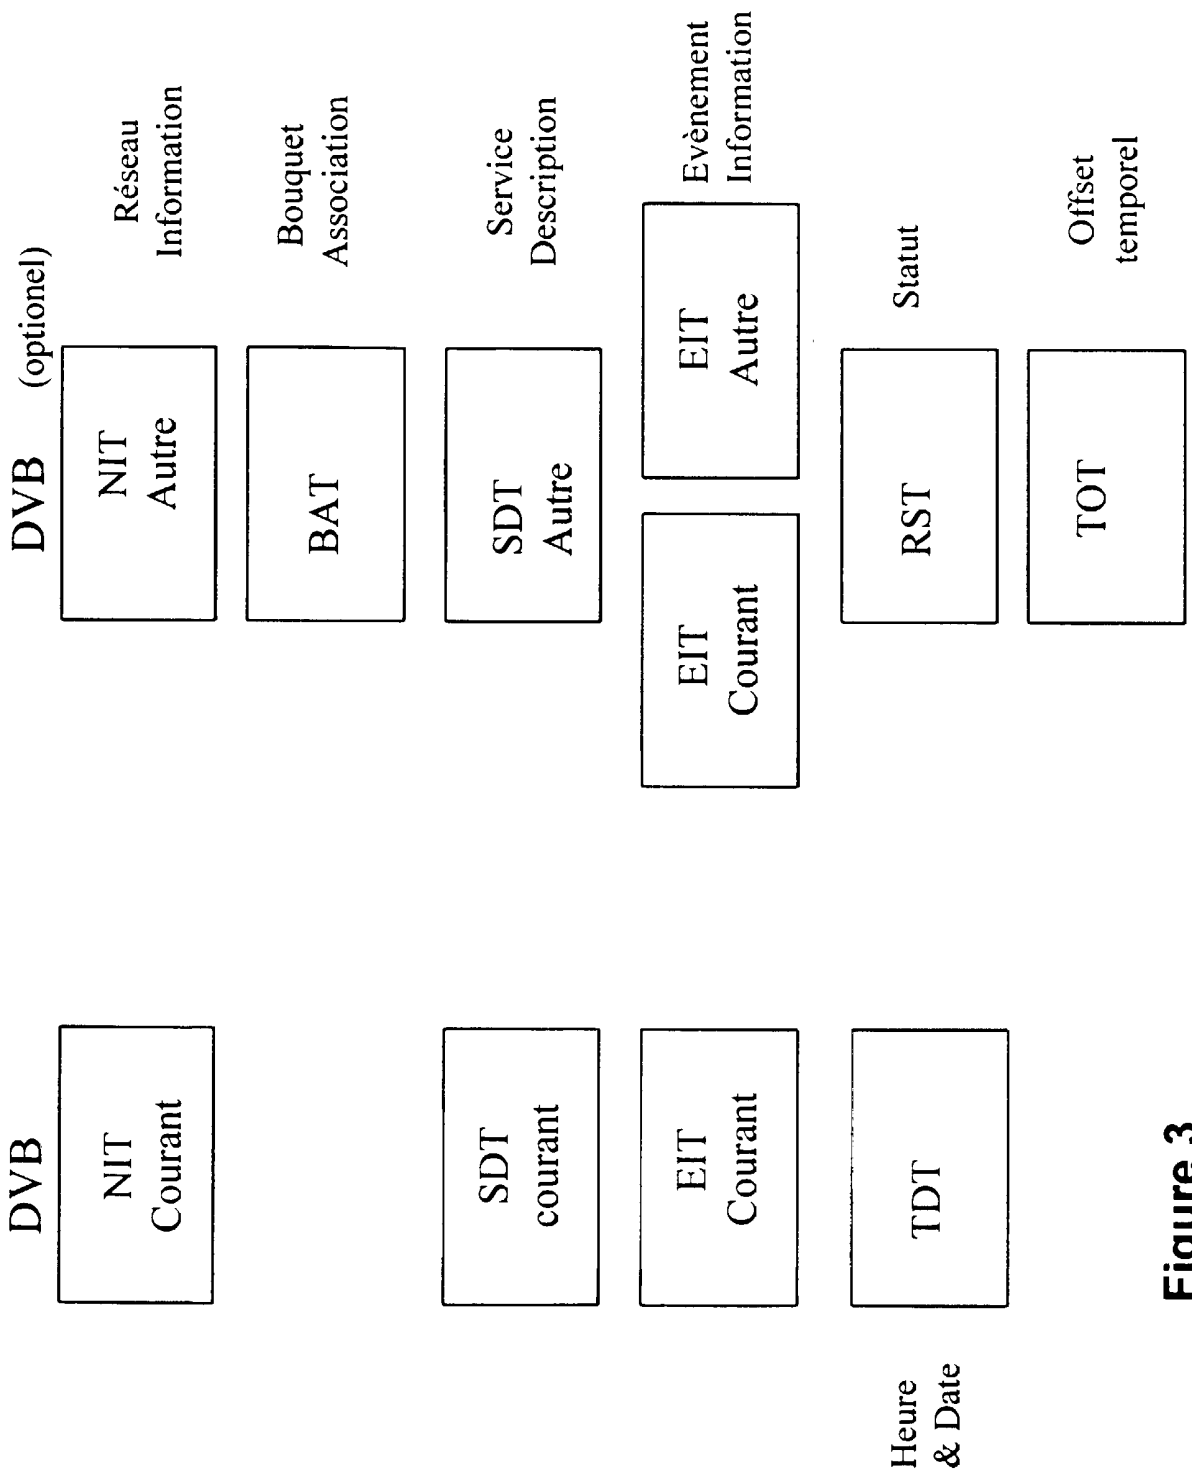 DVB
DVB
(optionel)
NIT
Courant
NIT
Autre
Réseau
Information
BAT
Bouquet
Association
SDT
courant
SDT
Autre
Service
Description
EIT
Courant
EIT
Courant
EIT
Autre
Evènement
Information
Heure
& Date
TDT
RST
Statut
TOT
Offset
temporel
Figure 3